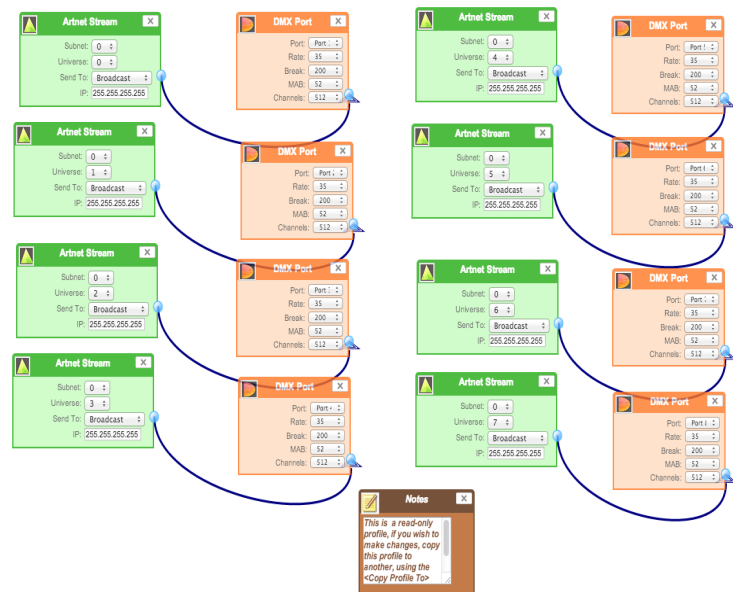 Artnet Stream X
Subnet: 0
Universe: 0
Send To: Broadcast
IP: 255.255.255.255
DMX Port X
Port: Port
Rate: 35
Break: 200
MAB: 52
Channels: 512
Artnet Stream X
Subnet: 0
Universe: 1
Send To: Broadcast
IP: 255.255.255.255
DMX Port X
Port: Port
Rate: 35
Break: 200
MAB: 52
Channels: 512
Artnet Stream X
Subnet: 0
Universe: 2
Send To: Broadcast
IP: 255.255.255.255
DMX Port X
Port: Port
Rate: 35
Break: 200
MAB: 52
Channels: 512
Artnet Stream X
Subnet: 0
Universe: 3
Send To: Broadcast
IP: 255.255.255.255
DMX Port X
Port: Port
Rate: 35
Break: 200
MAB: 52
Channels: 512
Artnet Stream X
Subnet: 0
Universe: 4
Send To: Broadcast
IP: 255.255.255.255
DMX Port X
Port: Port
Rate: 35
Break: 200
MAB: 52
Channels: 512
Artnet Stream X
Subnet: 0
Universe: 5
Send To: Broadcast
IP: 255.255.255.255
DMX Port X
Port: Port
Rate: 35
Break: 200
MAB: 52
Channels: 512
Artnet Stream X
Subnet: 0
Universe: 6
Send To: Broadcast
IP: 255.255.255.255
DMX Port X
Port: Port
Rate: 35
Break: 200
MAB: 52
Channels: 512
Artnet Stream X
Subnet: 0
Universe: 7
Send To: Broadcast
IP: 255.255.255.255
DMX Port X
Port: Port
Rate: 35
Break: 200
MAB: 52
Channels: 512
Notes X
This is a read-only
profile, if you wish to
make changes, copy
this profile to
another, using the
<Copy Profile To>